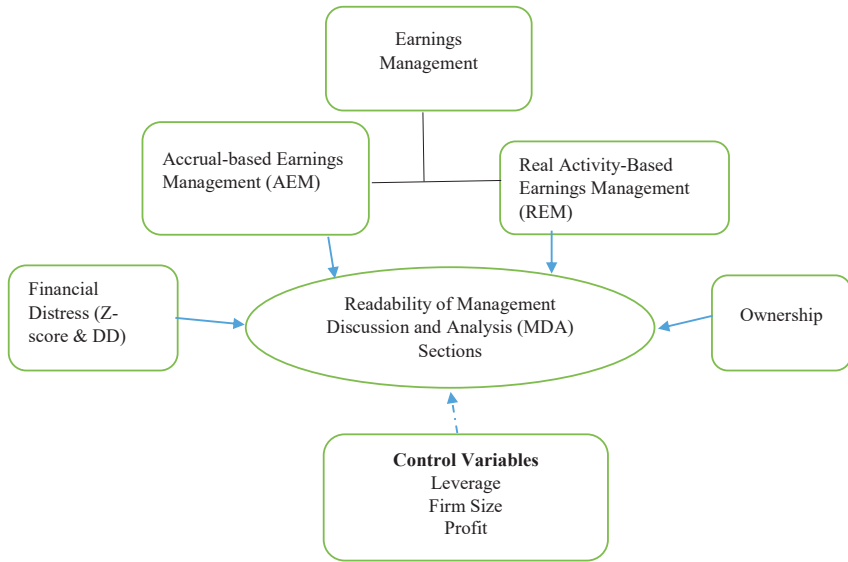 Earnings
Management
Accrual-based Earnings
Management (AEM)
Real Activity-Based
Earnings Management
(REM)
Financial
Distress (Z-
score & DD)
Readability of Management
Discussion and Analysis (MDA)
Sections
Ownership
Control Variables
Leverage
Firm Size
Profit